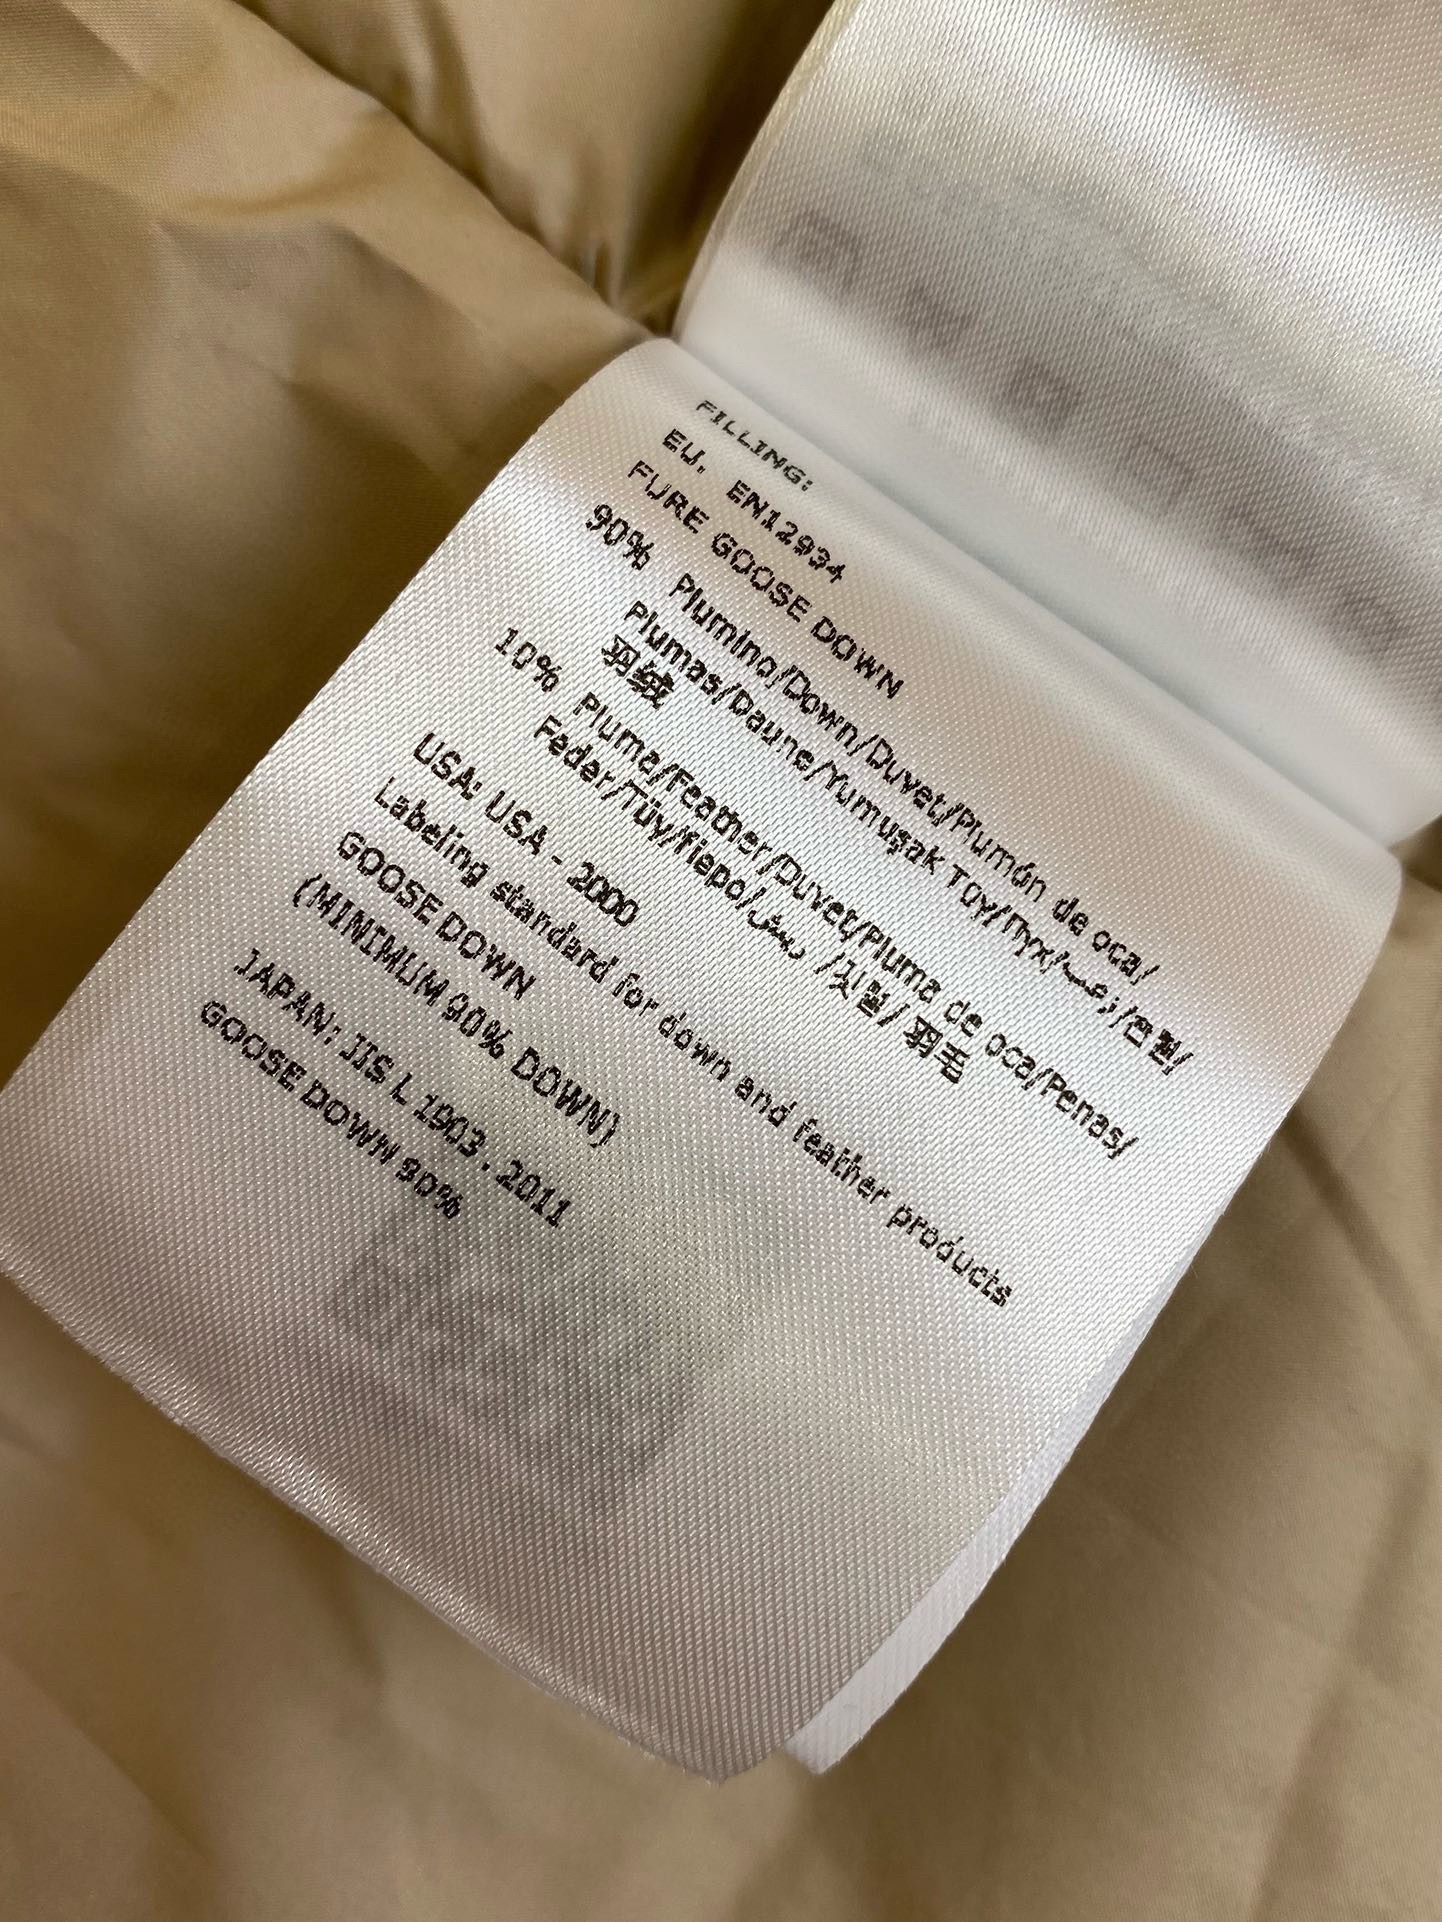 FILLING:
EU. EN12934
FURE GOOSE DOWN
90% Plumino/Down/Duvet/Plumón de oca/
Plumas/Daune/Yumuşak Tüy/Пух/زغب/솜털/
羽绒
10% Piuma/Feather/Duvet/Pluma de oca/Penas/
Feder/Tüy/Перо/ريش/깃털/羽毛
USA: USA - 2000
Labeling standard for down and feather products
GOOSE DOWN
(MINIMUM 90% DOWN)
JAPAN: JIS L 1903. 2011
GOOSE DOWN 90%